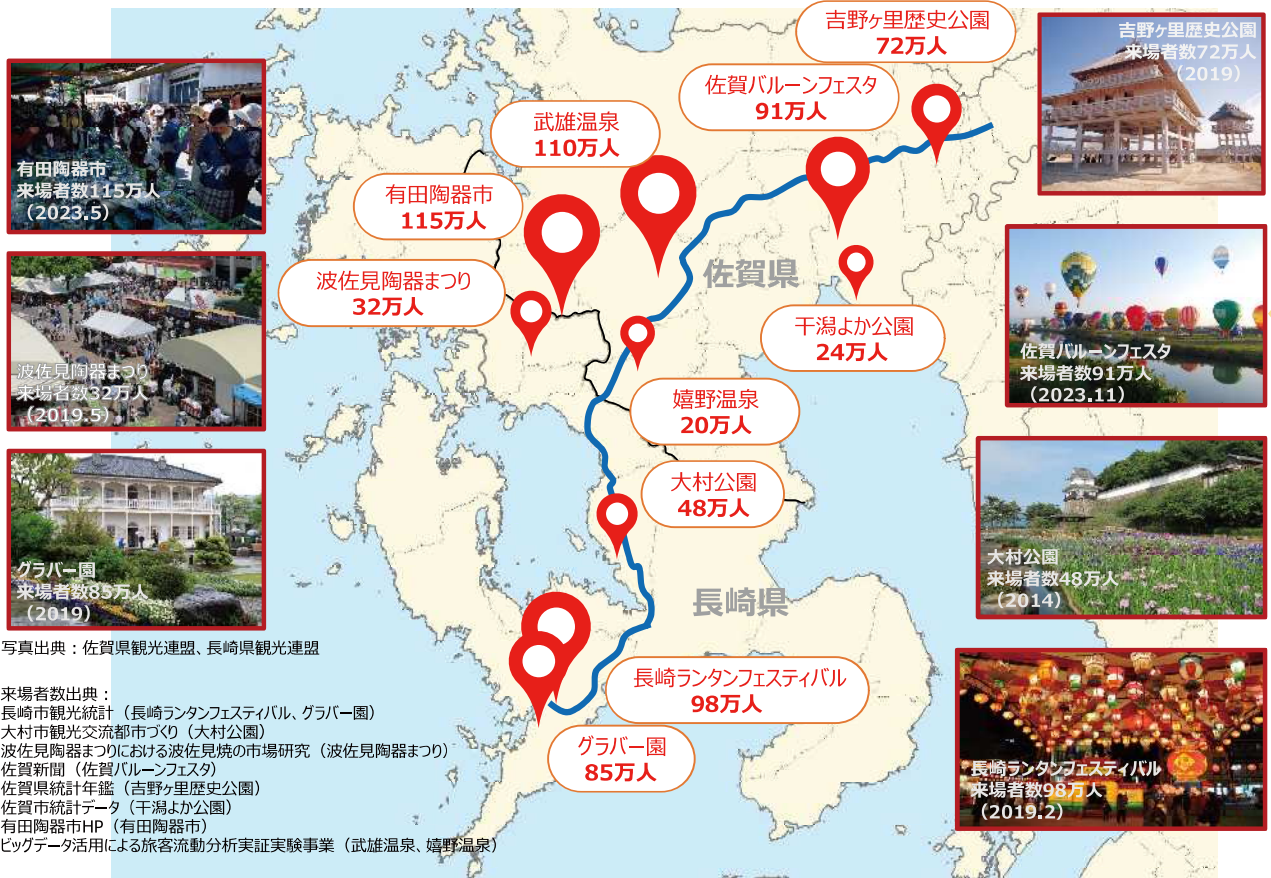 吉野ヶ里歴史公園
72万人
佐賀バルーンフェスタ
91万人
武雄温泉
110万人
有田陶器市
115万人
波佐見陶器まつり
32万人
佐賀県
干潟よか公園
24万人
嬉野温泉
20万人
大村公園
48万人
長崎県
長崎ランタンフェスティバル
98万人
グラバー園
85万人
有田陶器市
来場者数115万人
（2023.5）
波佐見陶器まつり
来場者数32万人
（2019.5）
グラバー園
来場者数85万人
（2019）
吉野ヶ里歴史公園
来場者数72万人
（2019）
佐賀バルーンフェスタ
来場者数91万人
（2023.11）
大村公園
来場者数48万人
（2014）
長崎ランタンフェスティバル
来場者数98万人
（2019.2）
写真出典：佐賀県観光連盟、長崎県観光連盟
来場者数出典：
長崎市観光統計（長崎ランタンフェスティバル、グラバー園）
大村市観光交流都市づくり（大村公園）
波佐見陶器まつりにおける波佐見焼の市場研究（波佐見陶器まつり）
佐賀新聞（佐賀バルーンフェスタ）
佐賀県統計年鑑（吉野ヶ里歴史公園）
佐賀市統計データ（干潟よか公園）
有田陶器市HP（有田陶器市）
ビッグデータ活用による旅客流動分析実証実験事業（武雄温泉、嬉野温泉）